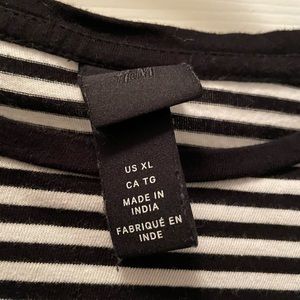 H&M
US XL
CA TG
MADE IN
INDIA
FABRIQUÉ EN
INDE